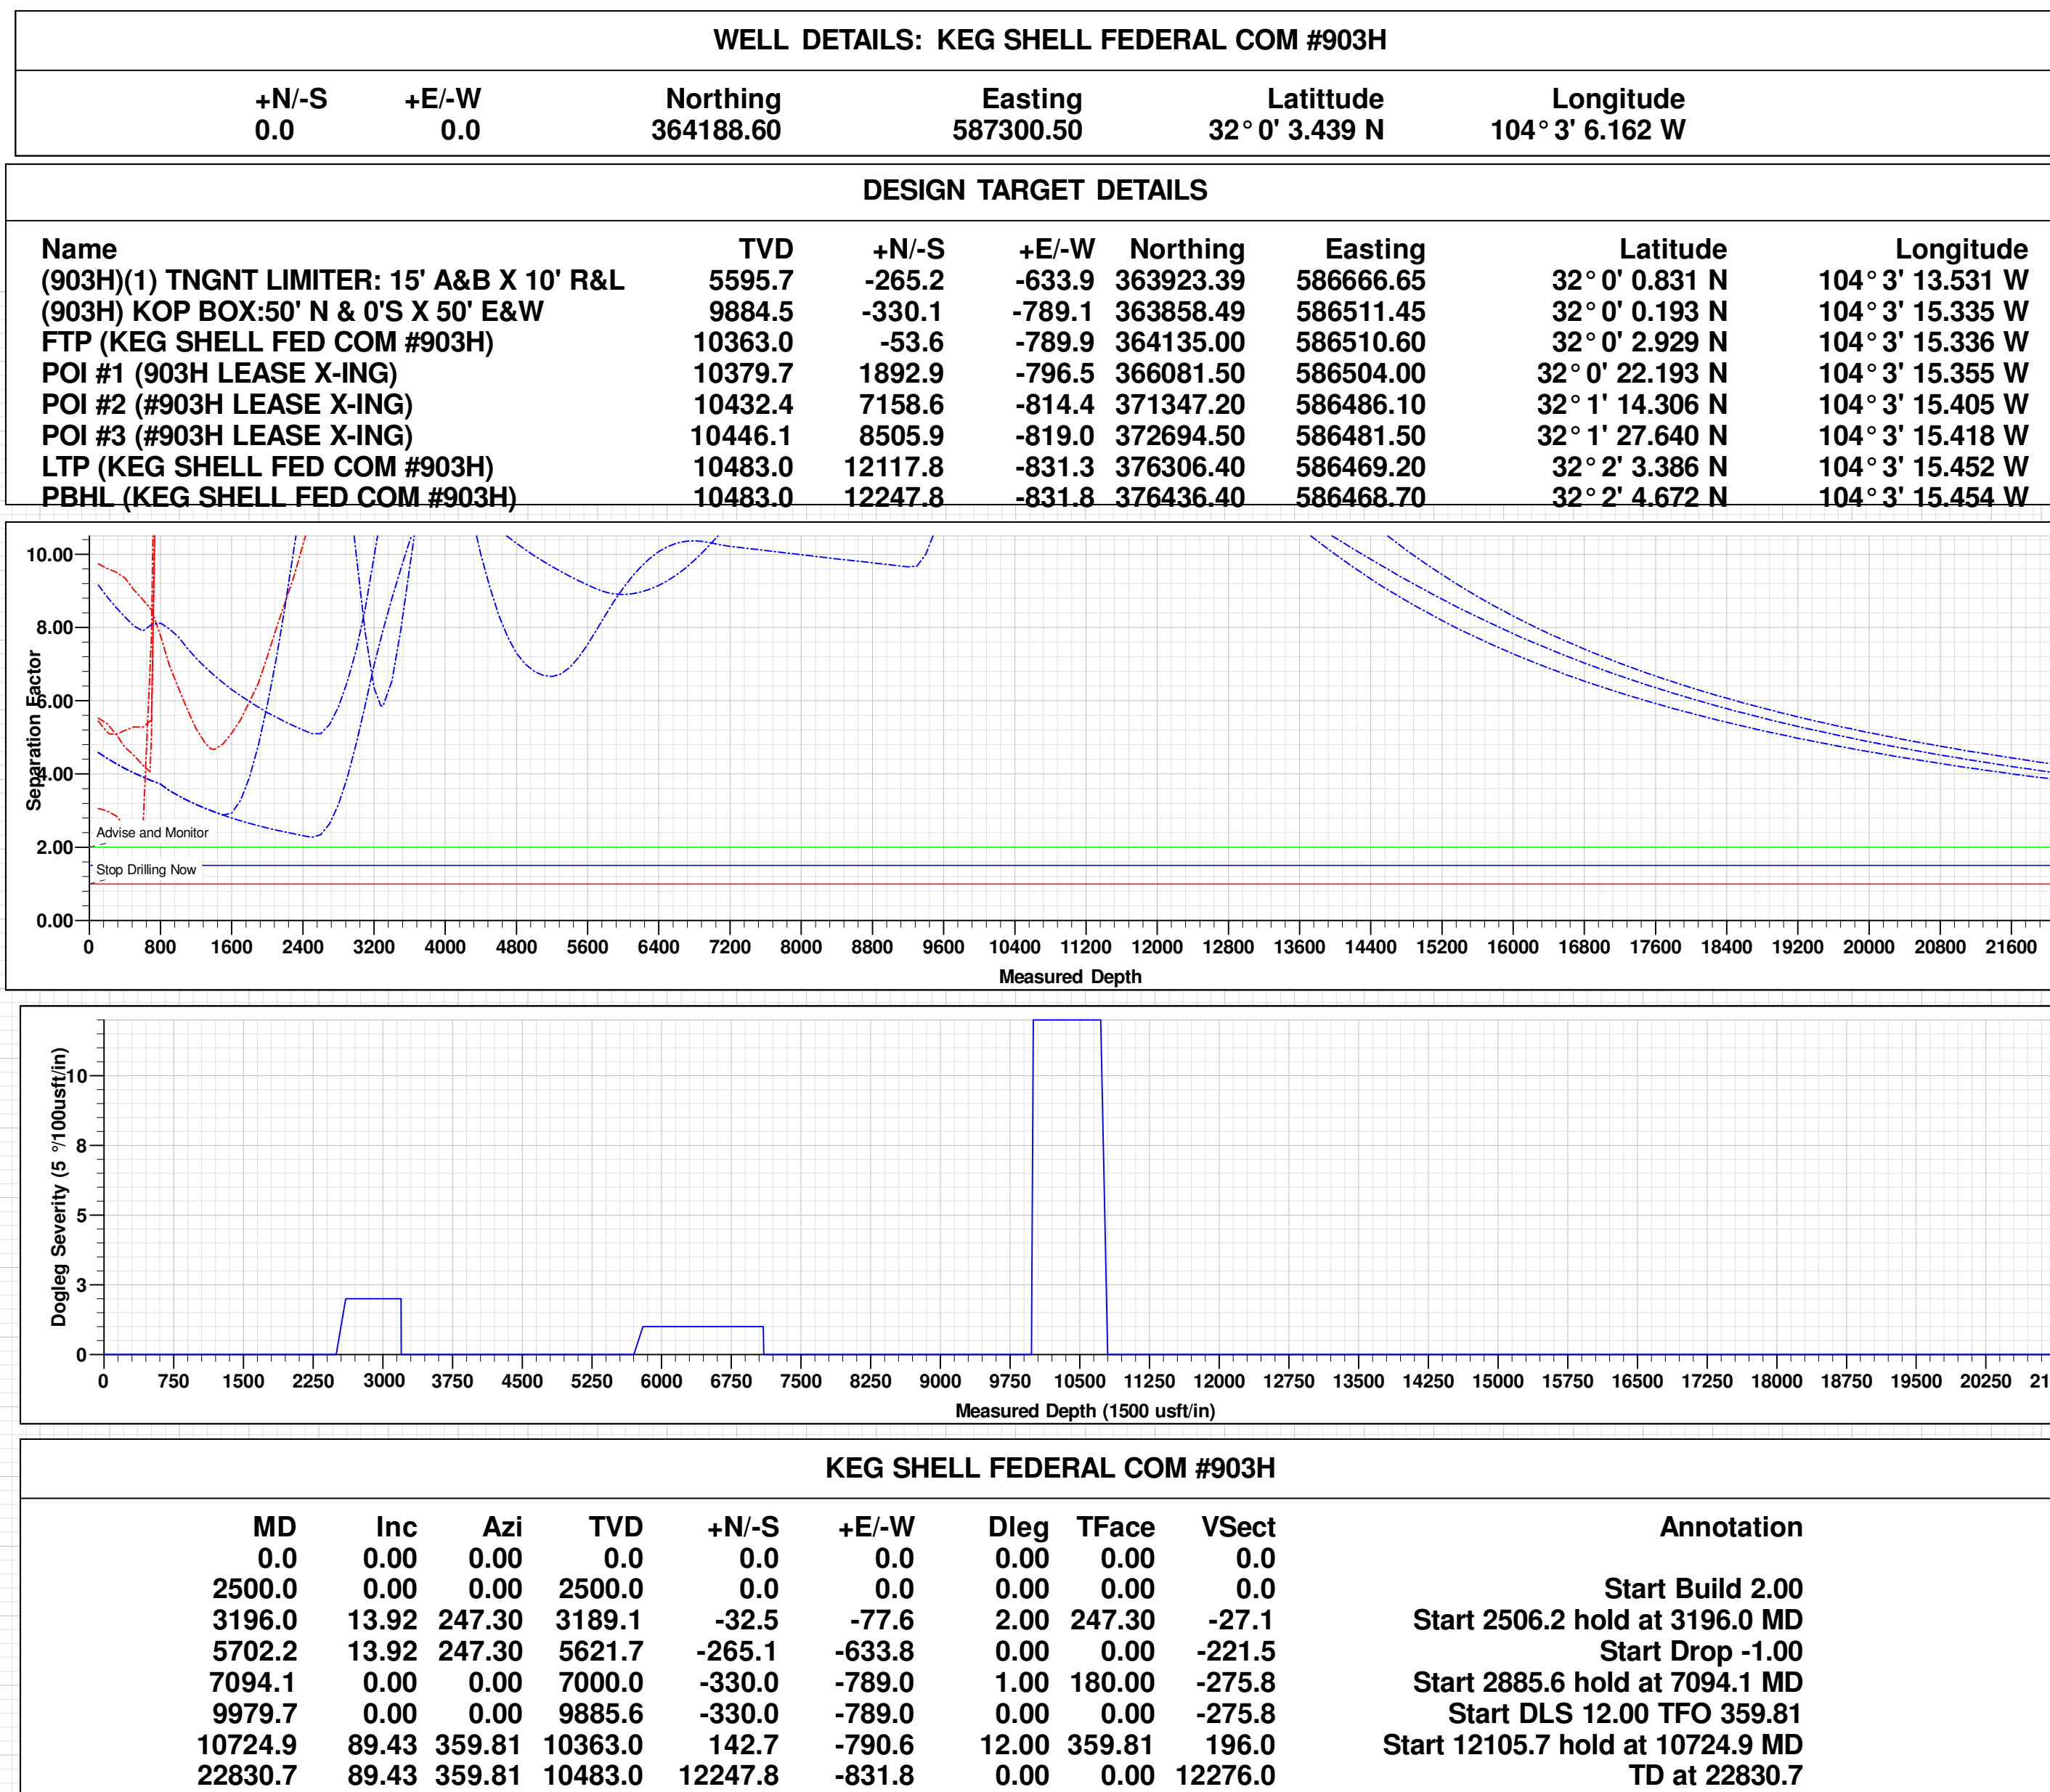 WELL DETAILS: KEG SHELL FEDERAL COM #903H
+N/-S +E/-W Northing Easting Latittude Longitude
0.0 0.0 364188.60 587300.50 32° 0' 3.439 N 104° 3' 6.162 W
DESIGN TARGET DETAILS
Name TVD +N/-S +E/-W Northing Easting Latitude Longitude
(903H)(1) TNGNT LIMITER: 15' A&B X 10' R&L 5595.7 -265.2 -633.9 363923.39 586666.65 32° 0' 0.831 N 104° 3' 13.531 W
(903H) KOP BOX:50' N & 0'S X 50' E&W 9884.5 -330.1 -789.1 363858.49 586511.45 32° 0' 0.193 N 104° 3' 15.335 W
FTP (KEG SHELL FED COM #903H) 10363.0 -53.6 -789.9 364135.00 586510.60 32° 0' 2.929 N 104° 3' 15.336 W
POI #1 (903H LEASE X-ING) 10379.7 1892.9 -796.5 366081.50 586504.00 32° 0' 22.193 N 104° 3' 15.355 W
POI #2 (#903H LEASE X-ING) 10432.4 7158.6 -814.4 371347.20 586486.10 32° 1' 14.306 N 104° 3' 15.405 W
POI #3 (#903H LEASE X-ING) 10446.1 8505.9 -819.0 372694.50 586481.50 32° 1' 27.640 N 104° 3' 15.418 W
LTP (KEG SHELL FED COM #903H) 10483.0 12117.8 -831.3 376306.40 586469.20 32° 2' 3.386 N 104° 3' 15.452 W
PBHL (KEG SHELL FED COM #903H) 10483.0 12247.8 -831.8 376436.40 586468.70 32° 2' 4.672 N 104° 3' 15.454 W
Separation Factor
10.00
8.00
6.00
4.00
Advise and Monitor
2.00
Stop Drilling Now
0.00
0 800 1600 2400 3200 4000 4800 5600 6400 7200 8000 8800 9600 10400 11200 12000 12800 13600 14400 15200 16000 16800 17600 18400 19200 20000 20800 21600
Measured Depth
Dogleg Severity (5 °/100usft/in)
10
8
5
3
0
0 750 1500 2250 3000 3750 4500 5250 6000 6750 7500 8250 9000 9750 10500 11250 12000 12750 13500 14250 15000 15750 16500 17250 18000 18750 19500 20250 21
Measured Depth (1500 usft/in)
KEG SHELL FEDERAL COM #903H
MD Inc Azi TVD +N/-S +E/-W Dleg TFace VSect Annotation
0.0 0.00 0.00 0.0 0.0 0.0 0.00 0.00 0.0
2500.0 0.00 0.00 2500.0 0.0 0.0 0.00 0.00 0.0 Start Build 2.00
3196.0 13.92 247.30 3189.1 -32.5 -77.6 2.00 247.30 -27.1 Start 2506.2 hold at 3196.0 MD
5702.2 13.92 247.30 5621.7 -265.1 -633.8 0.00 0.00 -221.5 Start Drop -1.00
7094.1 0.00 0.00 7000.0 -330.0 -789.0 1.00 180.00 -275.8 Start 2885.6 hold at 7094.1 MD
9979.7 0.00 0.00 9885.6 -330.0 -789.0 0.00 0.00 -275.8 Start DLS 12.00 TFO 359.81
10724.9 89.43 359.81 10363.0 142.7 -790.6 12.00 359.81 196.0 Start 12105.7 hold at 10724.9 MD
22830.7 89.43 359.81 10483.0 12247.8 -831.8 0.00 0.00 12276.0 TD at 22830.7